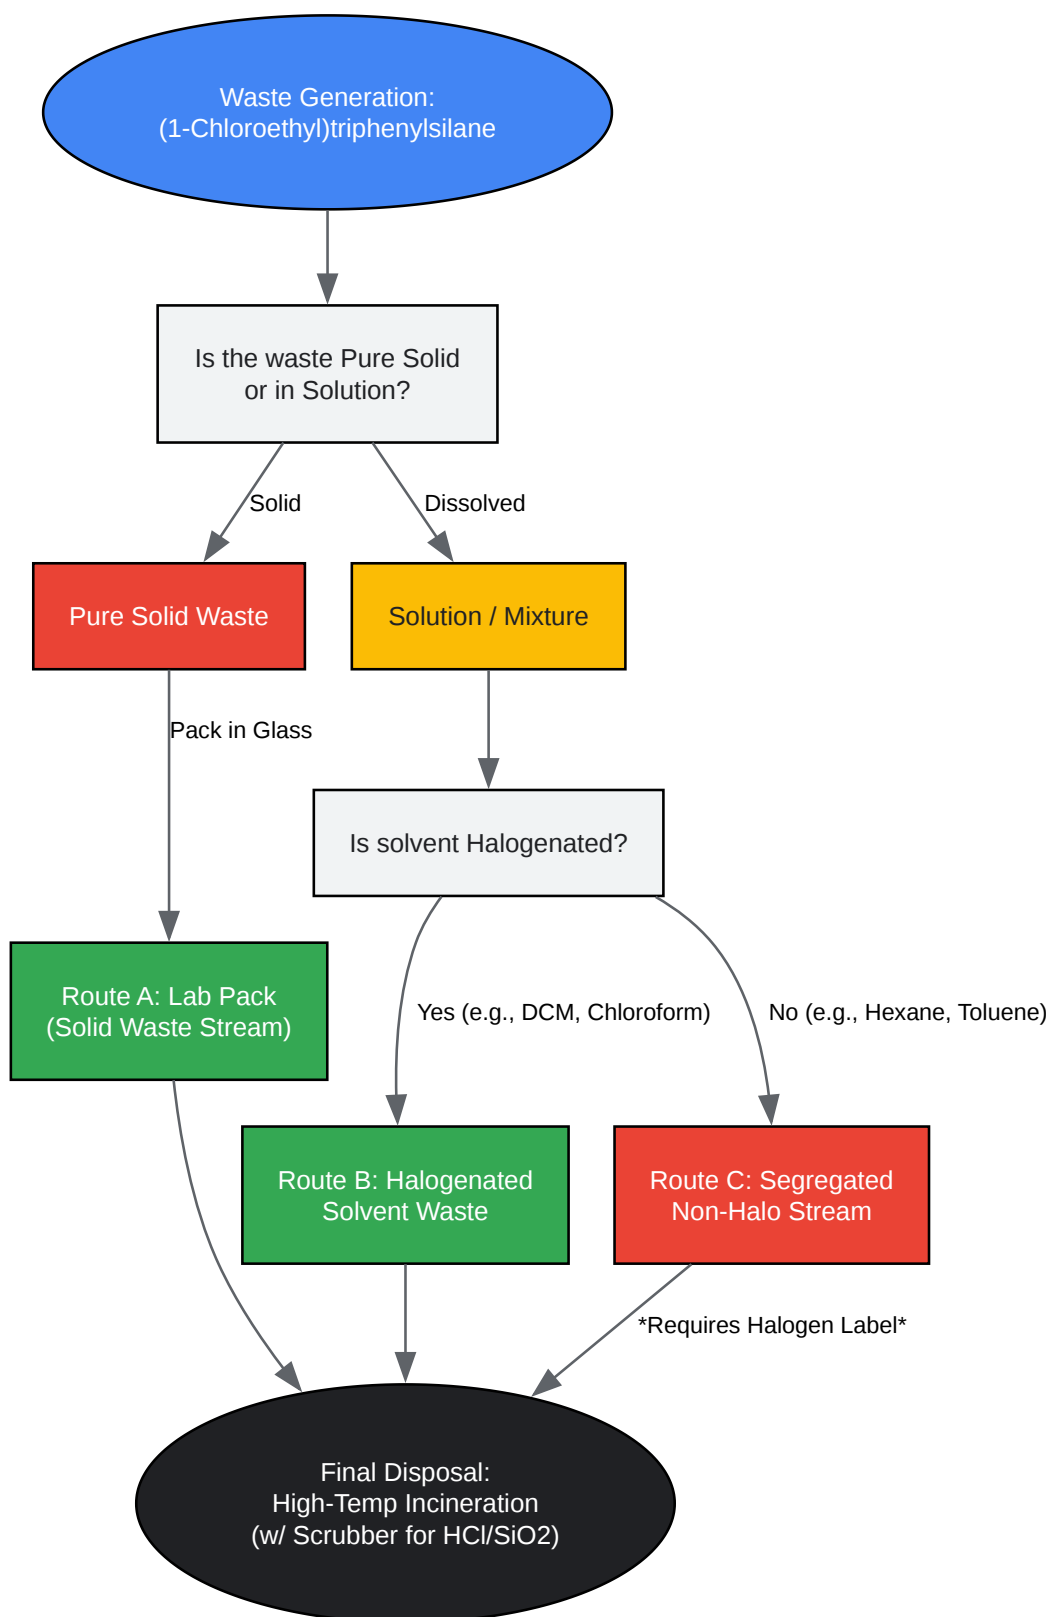 Waste Generation:
(1-Chloroethyl)triphenylsilane
Is the waste Pure Solid
or in Solution?
Solid
Dissolved
Pure Solid Waste
Solution / Mixture
Pack in Glass
Is solvent Halogenated?
Route A: Lab Pack
(Solid Waste Stream)
Yes (e.g., DCM, Chloroform)
No (e.g., Hexane, Toluene)
Route B: Halogenated
Solvent Waste
Route C: Segregated
Non-Halo Stream
*Requires Halogen Label*
Final Disposal:
High-Temp Incineration
(w/ Scrubber for HCl/SiO2)